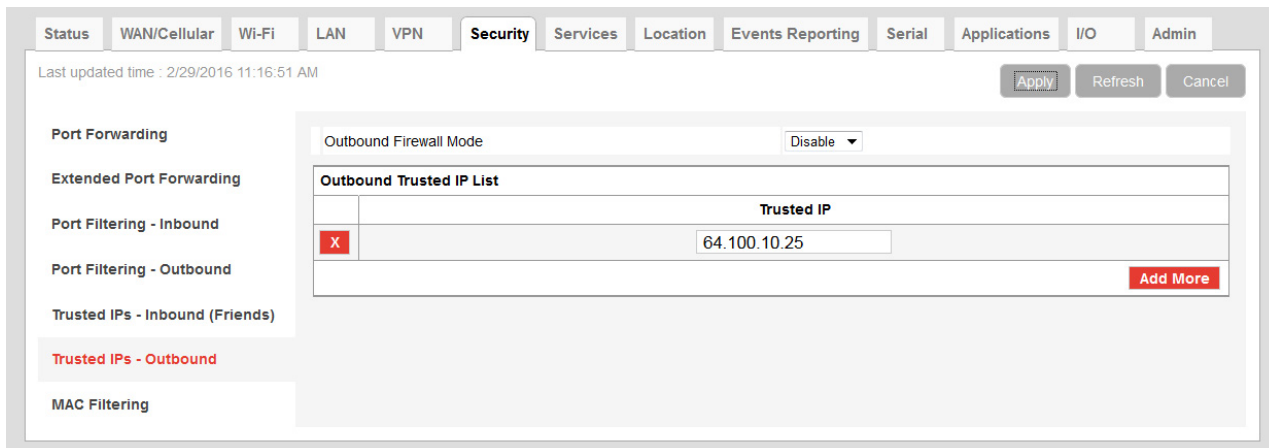 Status WAN/Cellular Wi-Fi LAN VPN Security Services Location Events Reporting Serial Applications I/O Admin
Last updated time : 2/29/2016 11:16:51 AM
Apply Refresh Cancel
Port Forwarding
Extended Port Forwarding
Port Filtering - Inbound
Port Filtering - Outbound
Trusted IPs - Inbound (Friends)
Trusted IPs - Outbound
MAC Filtering
Outbound Firewall Mode Disable
Outbound Trusted IP List
Trusted IP
X 64.100.10.25
Add More